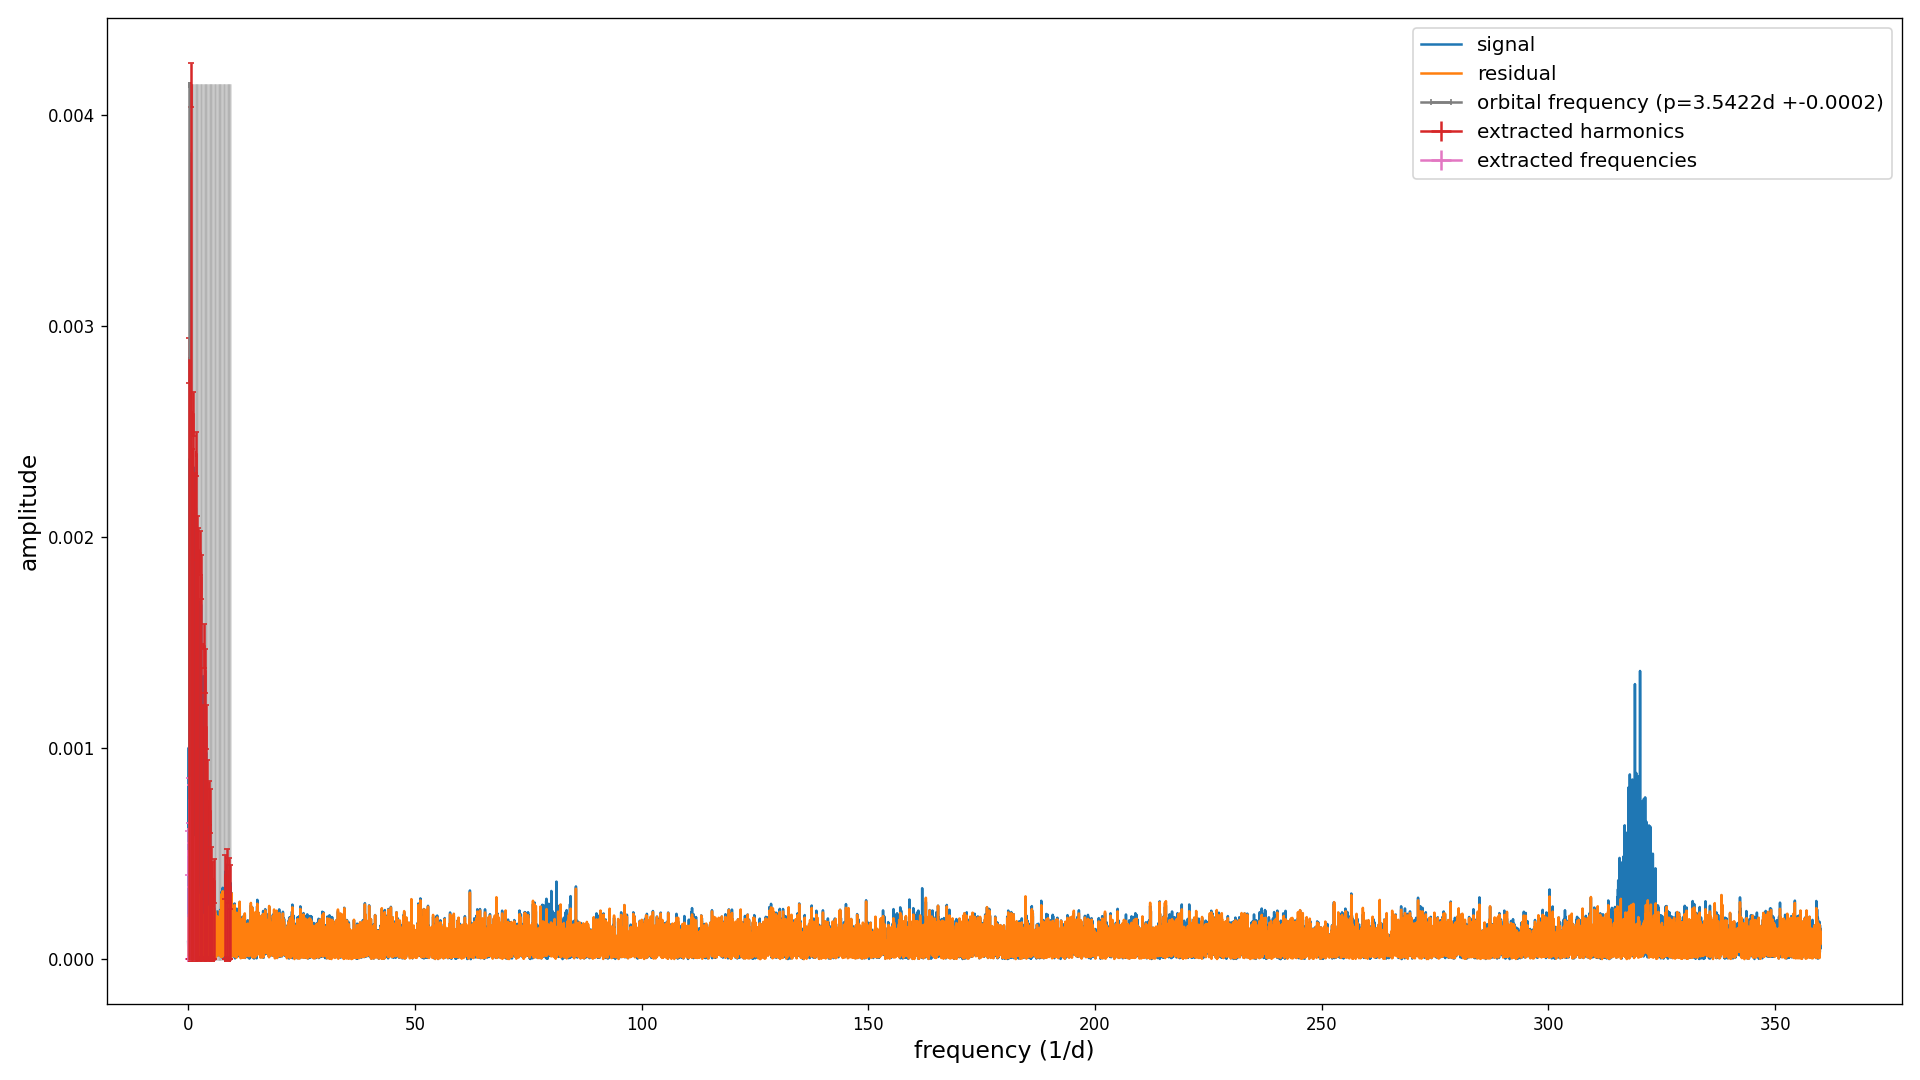 signal
residual
orbital frequency (p=3.5422d +-0.0002)
extracted harmonics
extracted frequencies
0.004
0.003
0.002
0.001
0.000
amplitude
0 50 100 150 200 250 300 350
frequency (1/d)